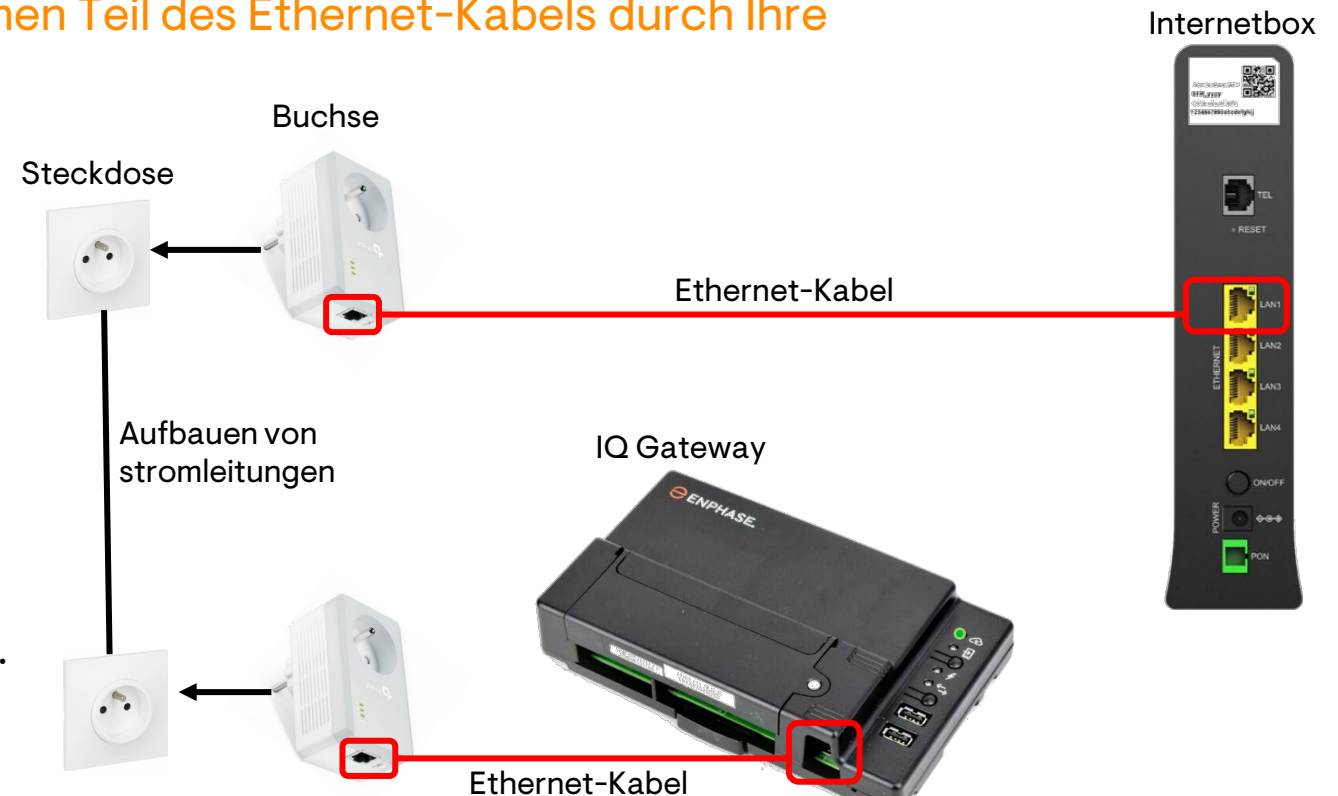 nen Teil des Ethernet-Kabels durch Ihre
Internetbox
Buchse
Steckdose
TEL
RESET
Ethernet-Kabel
LAN1
LAN2
ETHERNET
LAN3
LAN4
Aufbauen von
stromleitungen
IQ Gateway
ENPHASE
ON/OFF
POWER
PON
.
Ethernet-Kabel